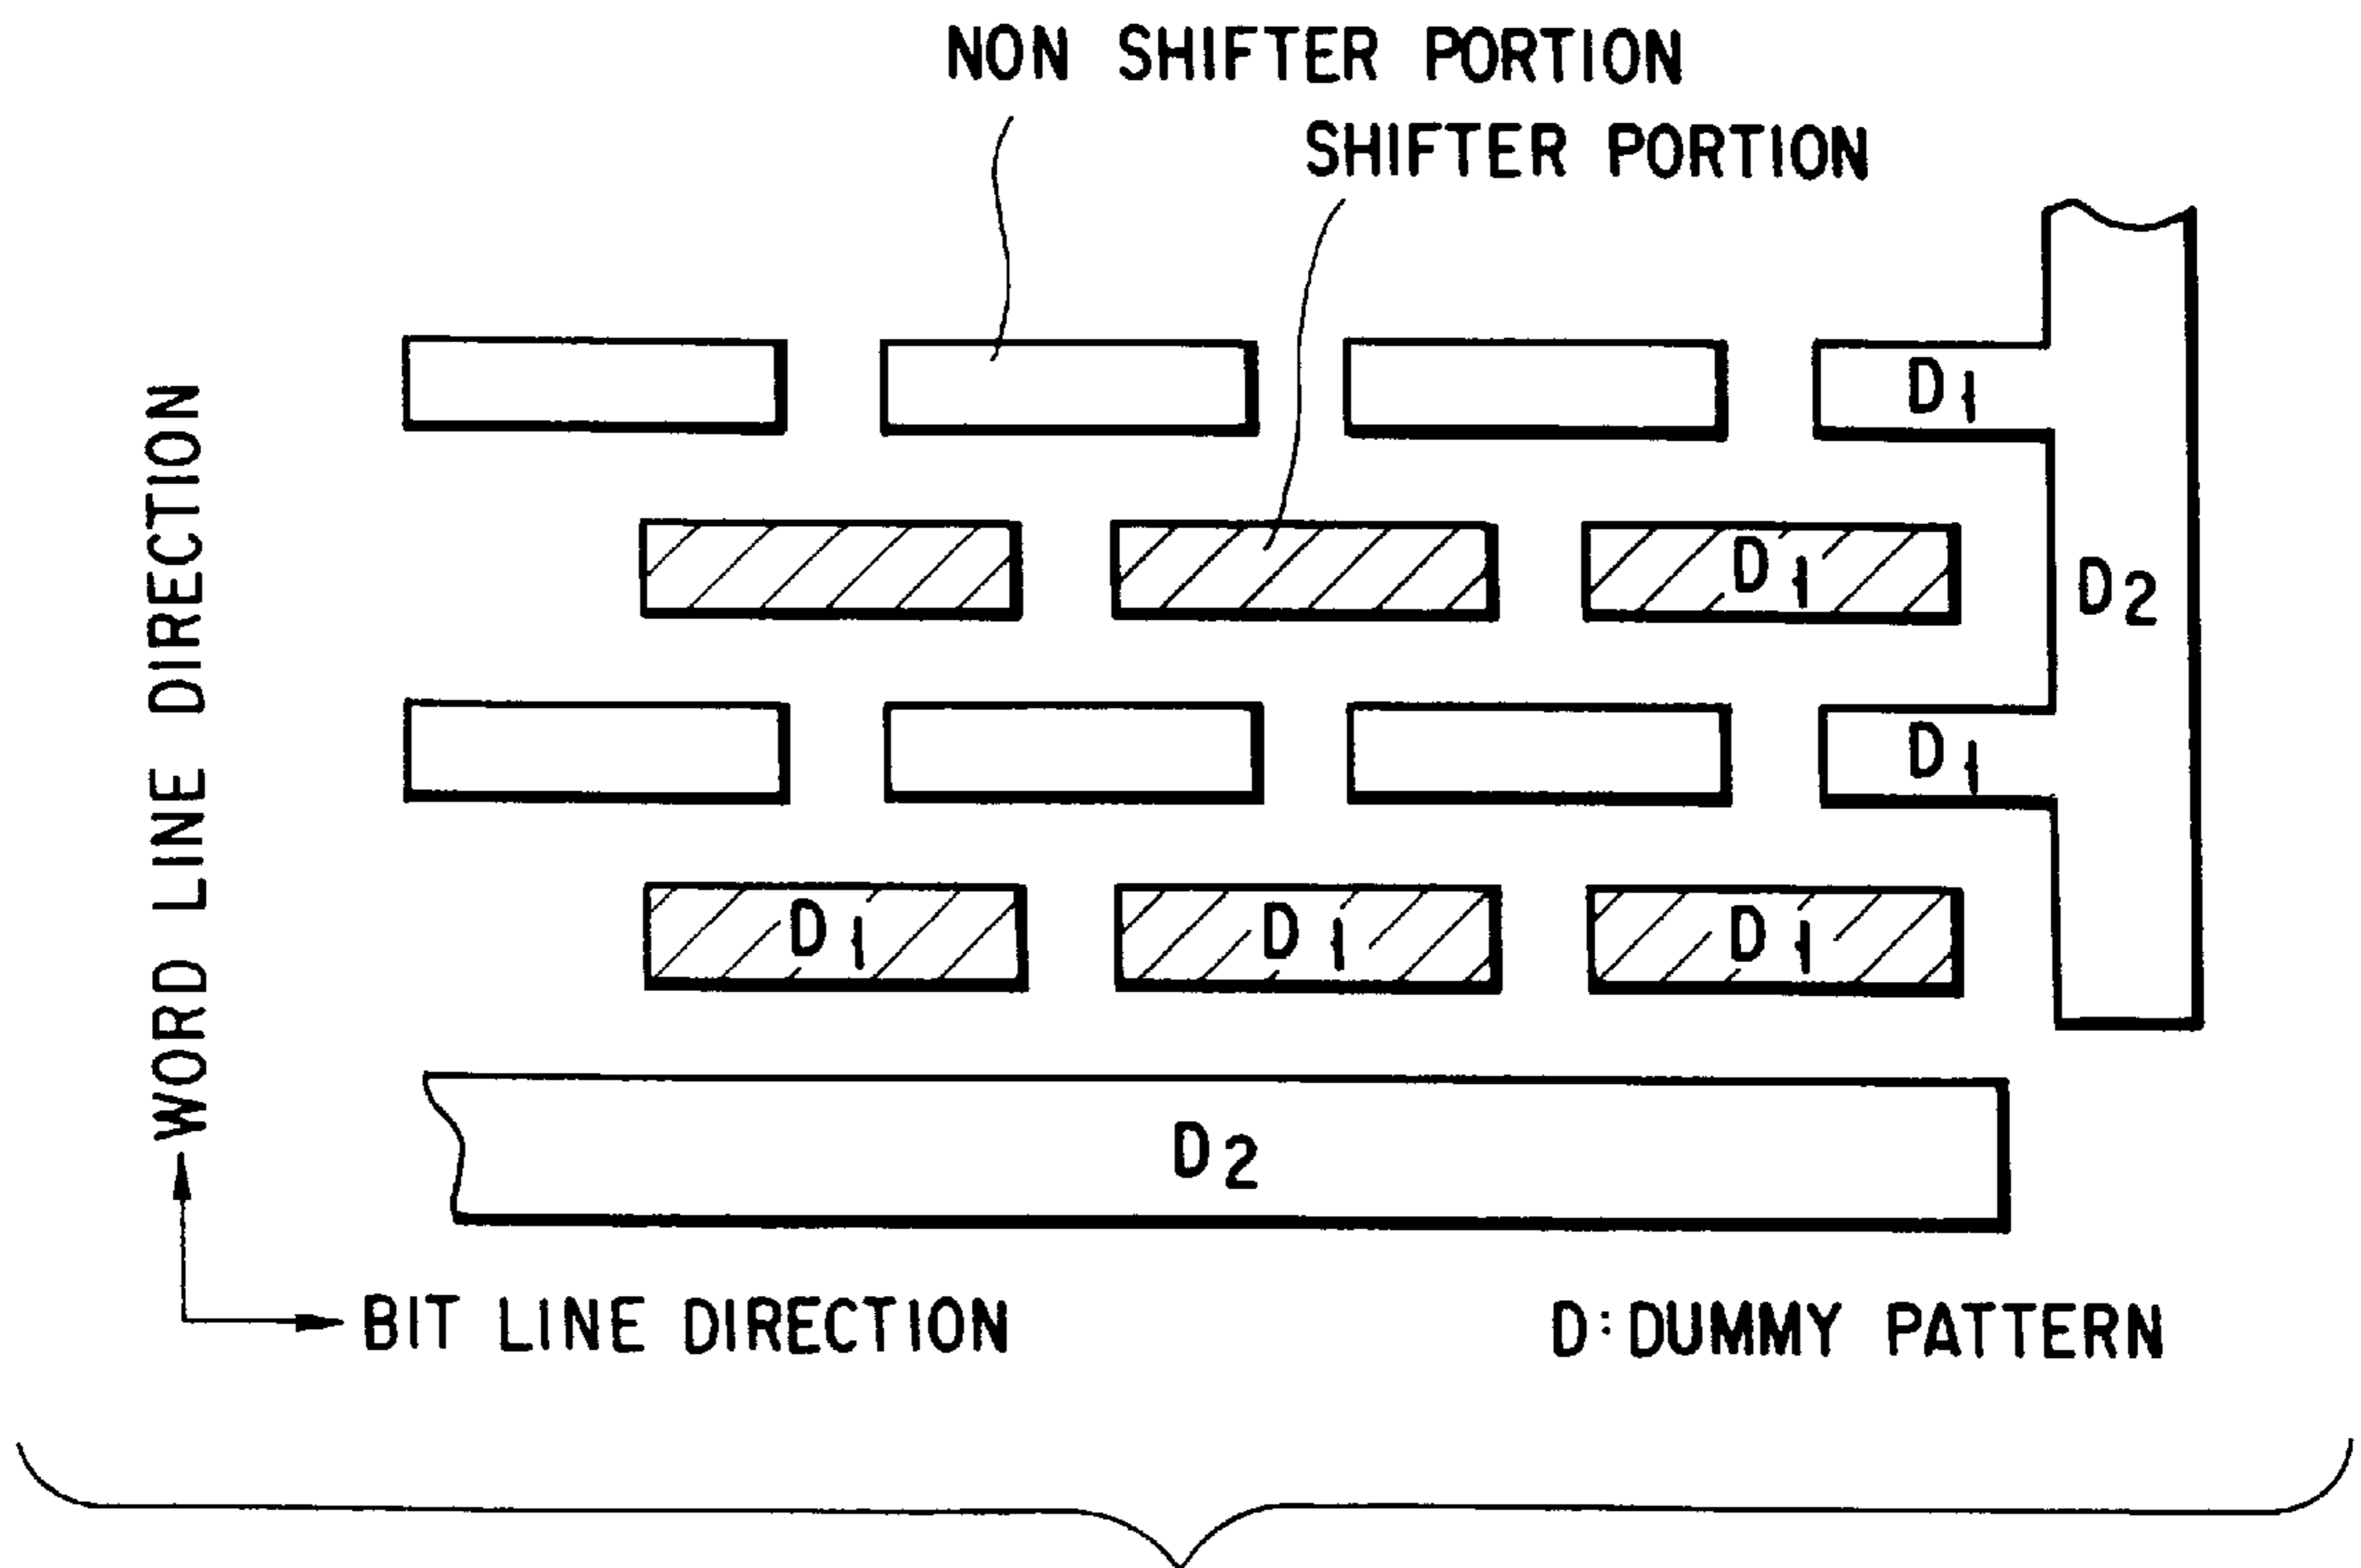 NON SHIFTER PORTION
SHIFTER PORTION
D1
WORD LINE DIRECTION
D1
D2
D1
D1 D1 D1
D2
BIT LINE DIRECTION
D:DUMMY PATTERN